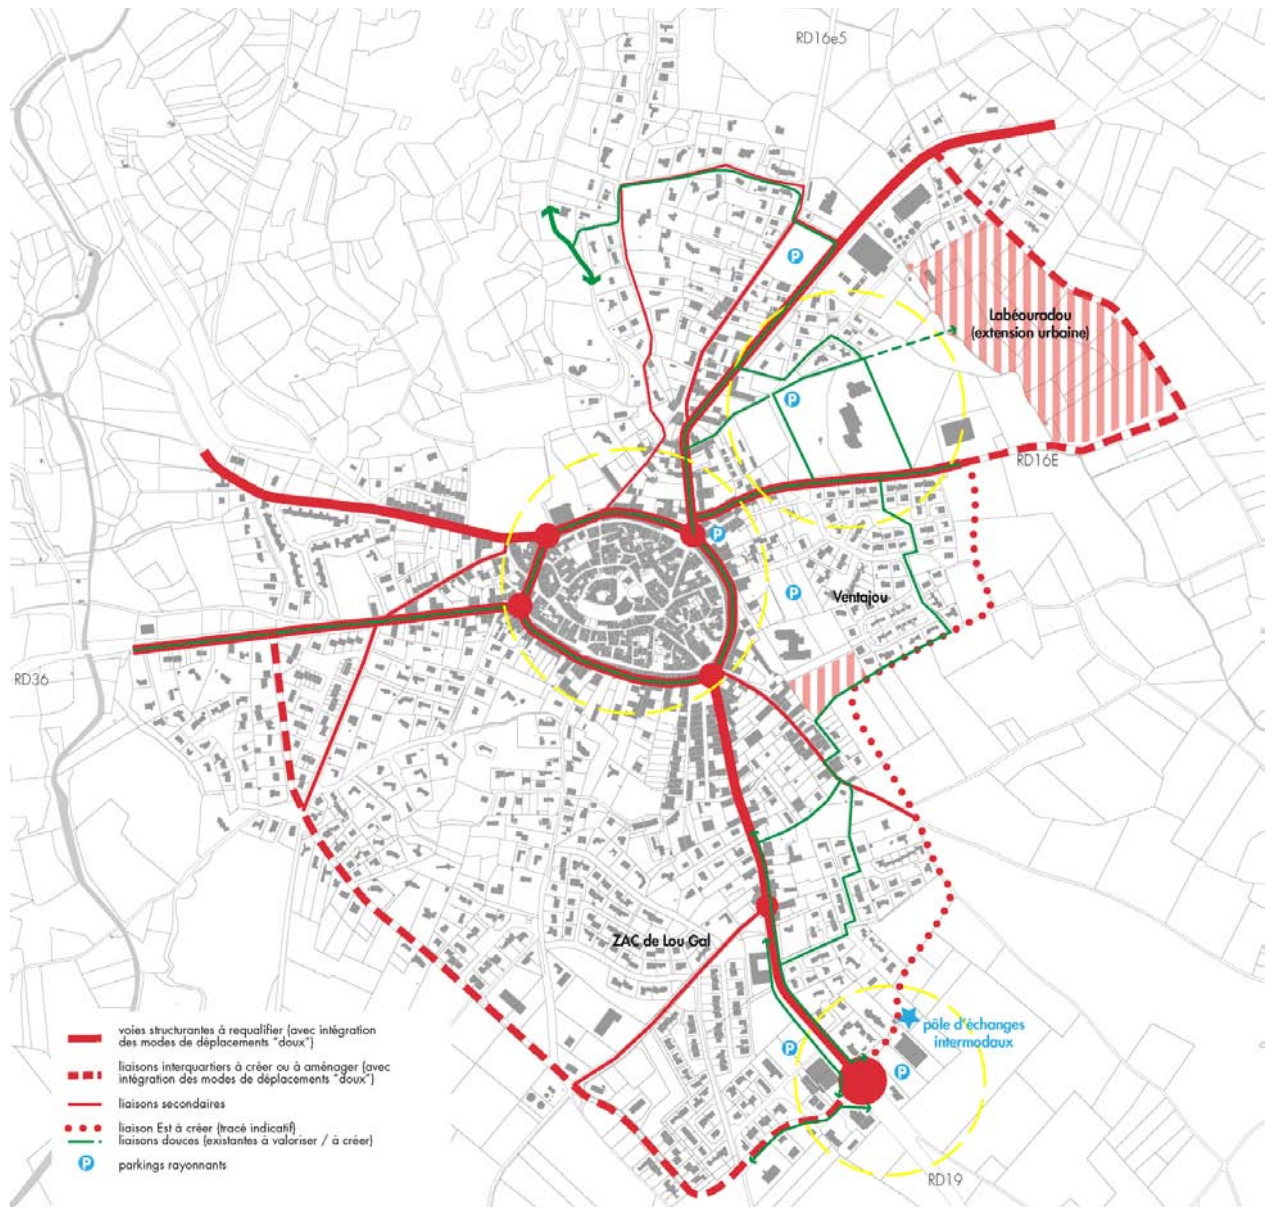 RD16e5
Labéouradou
(extension urbaine)
P
P
RD16E
P
P
Ventajou
RD36
ZAC de Lou Gal
pôle d'échanges
intermodaux
P
P
RD19
voies structurantes à requalifier (avec intégration
des modes de déplacements "doux")
liaisons interquartiers à créer ou à aménager (avec
intégration des modes de déplacements "doux")
liaisons secondaires
liaison Est à créer (tracé indicatif)
liaisons douces (existantes à valoriser / à créer)
P parkings rayonnants